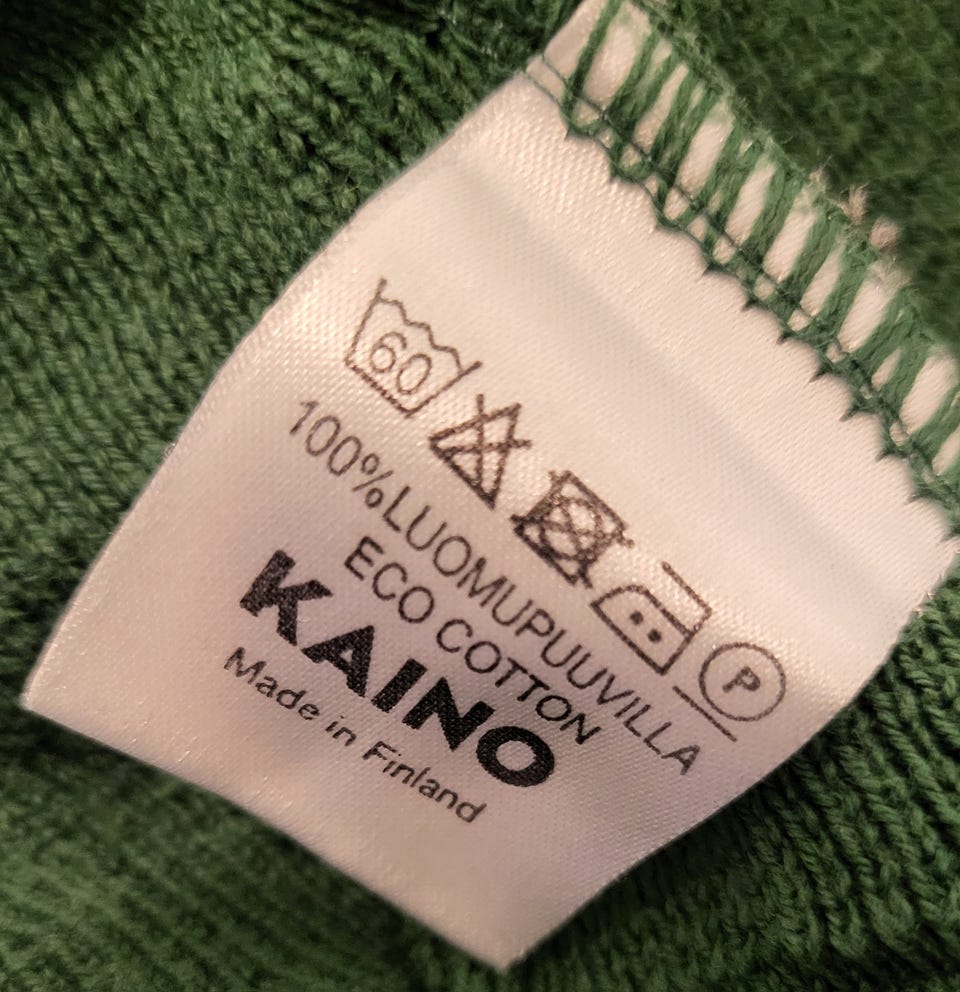 60
P
100%LUOMUPUUVILLA
ECO COTTON
KAINO
Made in Finland